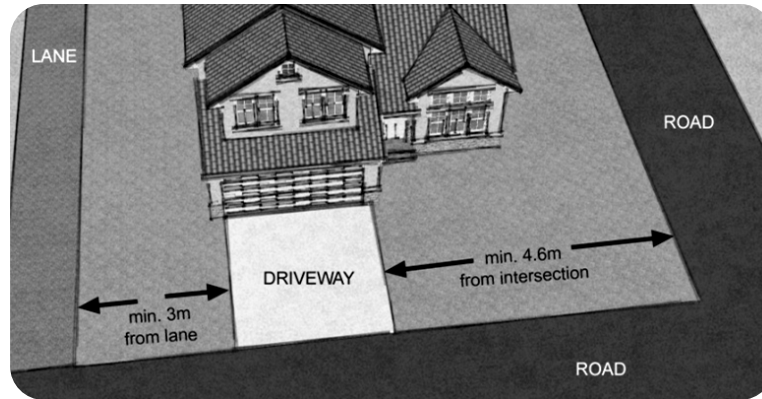 LANE
ROAD
min. 4.6m
from intersection
DRIVEWAY
min. 3m
from lane
ROAD